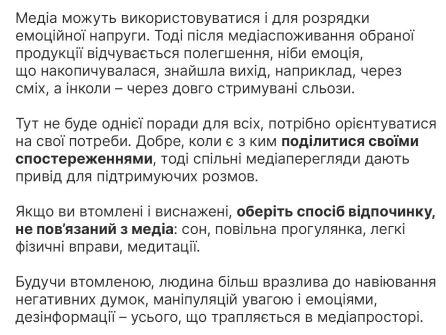 Медіа можуть використовуватися і для розрядки
емоційної напруги. Тоді після медіаспоживання обраної
продукції відчувається полегшення, ніби емоція,
що накопичувалася, знайшла вихід, наприклад, через
сміх, а інколи – через довго стримувані сльози.
Тут не буде однієї поради для всіх, потрібно орієнтуватися
на свої потреби. Добре, коли є з ким поділитися своїми
спостереженнями, тоді спільні медіаперегляди дають
привід для підтримуючих розмов.
Якщо ви втомлені і виснажені, оберіть спосіб відпочинку,
не пов’язаний з медіа: сон, повільна прогулянка, легкі
фізичні вправи, медитації.
Будучи втомленою, людина більш вразлива до навіювання
негативних думок, маніпуляцій увагою і емоціями,
дезінформації – усього, що трапляється в медіапросторі.